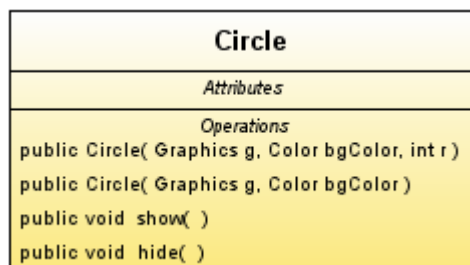 Circle
Attributes
Operations
public Circle( Graphics g, Color bgColor, int r )
public Circle( Graphics g, Color bgColor )
public void show( )
public void hide( )